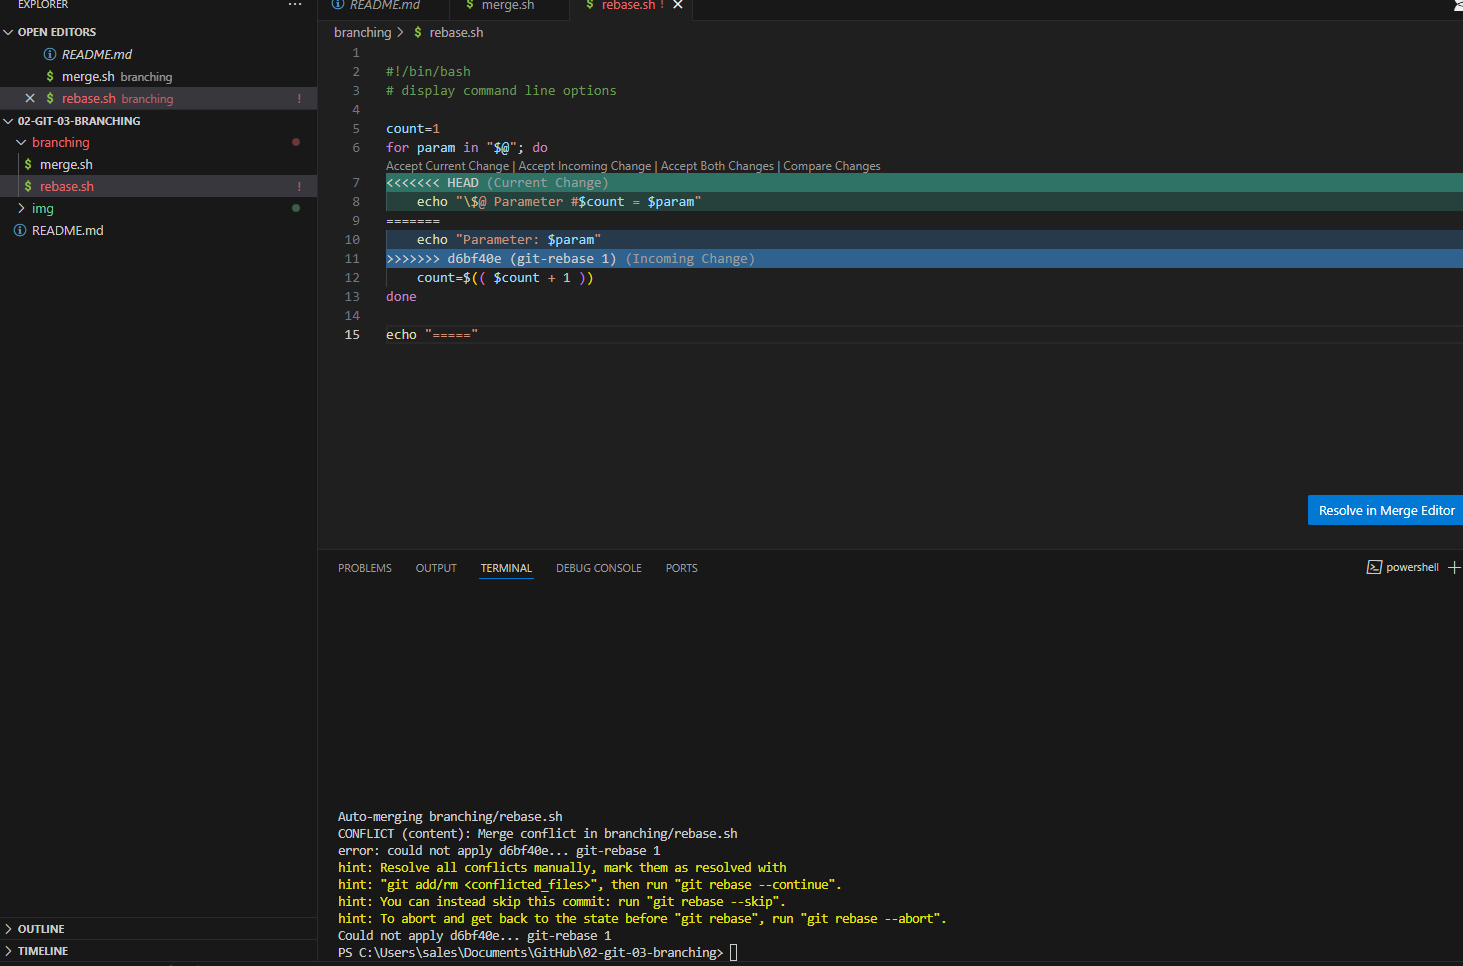 EXPLORER
···
OPEN EDITORS
README.md
$ merge.sh branching
$ rebase.sh branching !
02-GIT-03-BRANCHING
branching
$ merge.sh
$ rebase.sh !
img
README.md
OUTLINE
TIMELINE
README.md
$ merge.sh
$ rebase.sh !
branching > $ rebase.sh
1
2 #!/bin/bash
3 # display command line options
4
5 count=1
6 for param in "$@"; do
Accept Current Change | Accept Incoming Change | Accept Both Changes | Compare Changes
7 <<<<<<< HEAD (Current Change)
8 echo "\$@ Parameter #$count = $param"
9 =======
10 echo "Parameter: $param"
11 >>>>>>> d6bf40e (git-rebase 1) (Incoming Change)
12 count=$(( $count + 1 ))
13 done
14
15 echo "====="
Resolve in Merge Editor
PROBLEMS OUTPUT TERMINAL DEBUG CONSOLE PORTS
powershell
Auto-merging branching/rebase.sh
CONFLICT (content): Merge conflict in branching/rebase.sh
error: could not apply d6bf40e... git-rebase 1
hint: Resolve all conflicts manually, mark them as resolved with
hint: "git add/rm <conflicted_files>", then run "git rebase --continue".
hint: You can instead skip this commit: run "git rebase --skip".
hint: To abort and get back to the state before "git rebase", run "git rebase --abort".
Could not apply d6bf40e... git-rebase 1
PS C:\Users\sales\Documents\GitHub\02-git-03-branching>